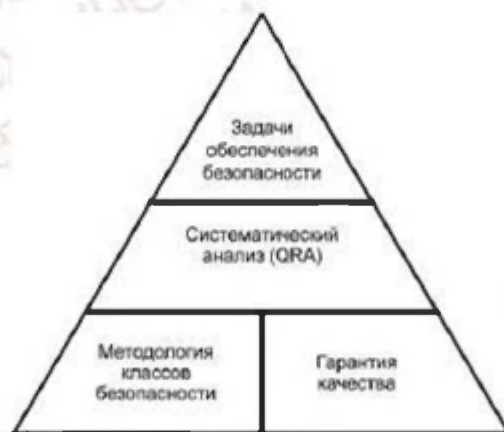 Задачи
обеспечения
безопасности
Систематический
анализ (QRA)
Методология
классов
безопасности
Гарантия
качества